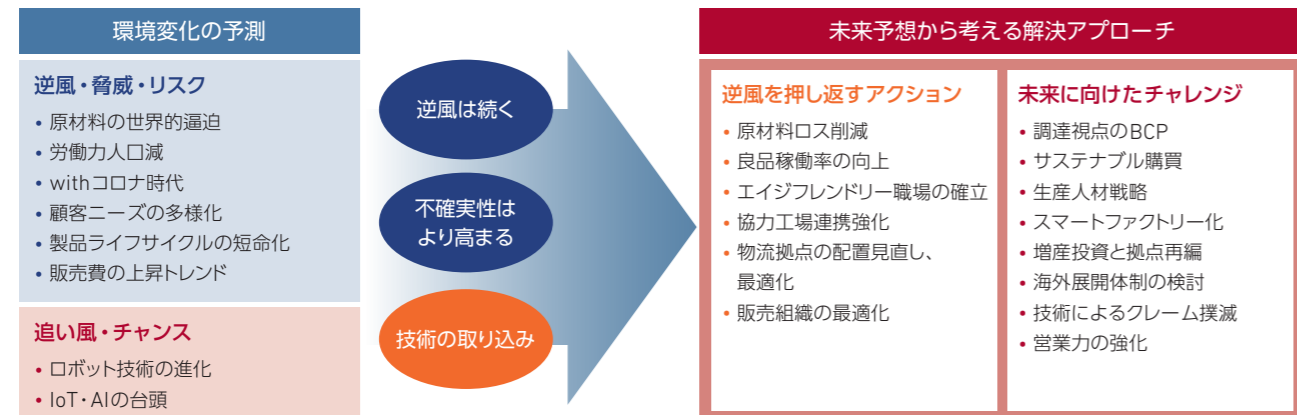 環境変化の予測
逆風・脅威・リスク
• 原材料の世界的逼迫
• 労働力人口減
• withコロナ時代
• 顧客ニーズの多様化
• 製品ライフサイクルの短命化
• 販売費の上昇トレンド
追い風・チャンス
• ロボット技術の進化
• IoT・AIの台頭
逆風は続く
不確実性は
より高まる
技術の取り込み
未来予想から考える解決アプローチ
逆風を押し返すアクション
• 原材料ロス削減
• 良品稼働率の向上
• エイジフレンドリー職場の確立
• 協力工場連携強化
• 物流拠点の配置見直し、
最適化
• 販売組織の最適化
未来に向けたチャレンジ
• 調達視点のBCP
• サステナブル購買
• 生産人材戦略
• スマートファクトリー化
• 増産投資と拠点再編
• 海外展開体制の検討
• 技術によるクレーム撲滅
• 営業力の強化